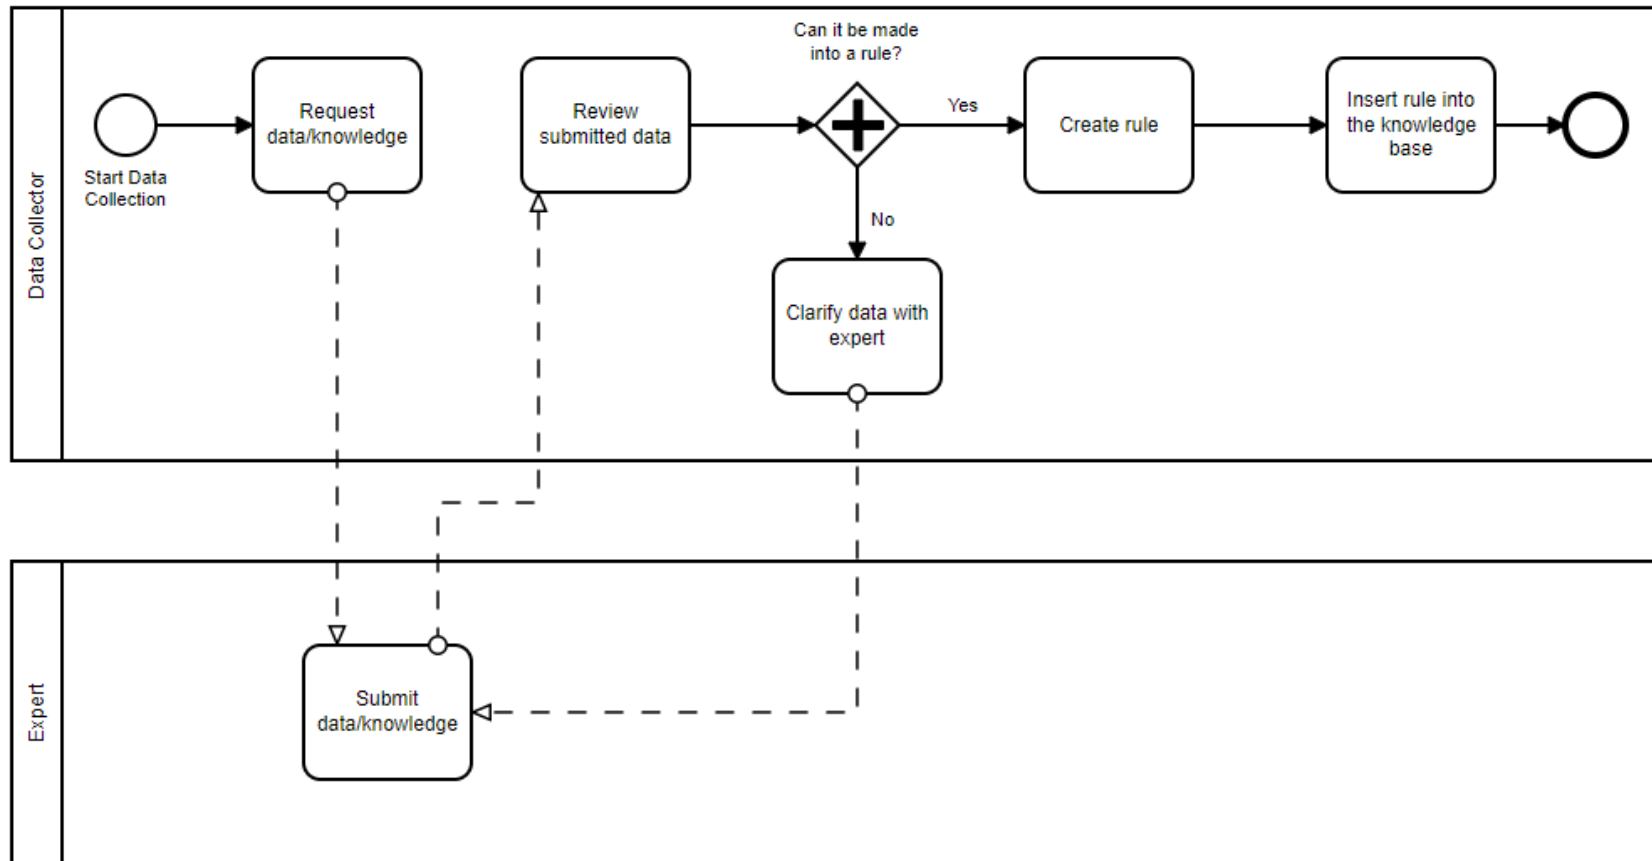 Data Collector
Start Data
Collection
Request
data/knowledge
Review
submitted data
Can it be made
into a rule?
Yes
No
Create rule
Insert rule into
the knowledge
base
Clarify data with
expert
Expert
Submit
data/knowledge